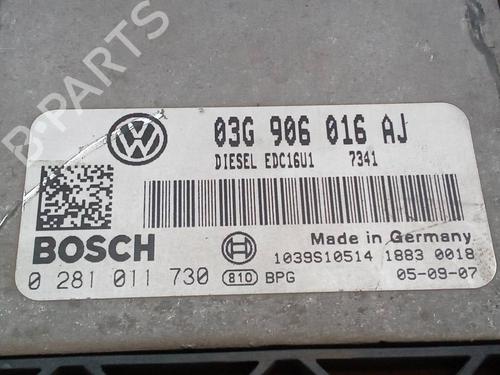 B-PARTS
03G 906 016 AJ
DIESEL EDC16U1 7341
BOSCH
Made in Germany
1039S10514 1883 0018
0 281 011 730 810 BPG 05-09-07